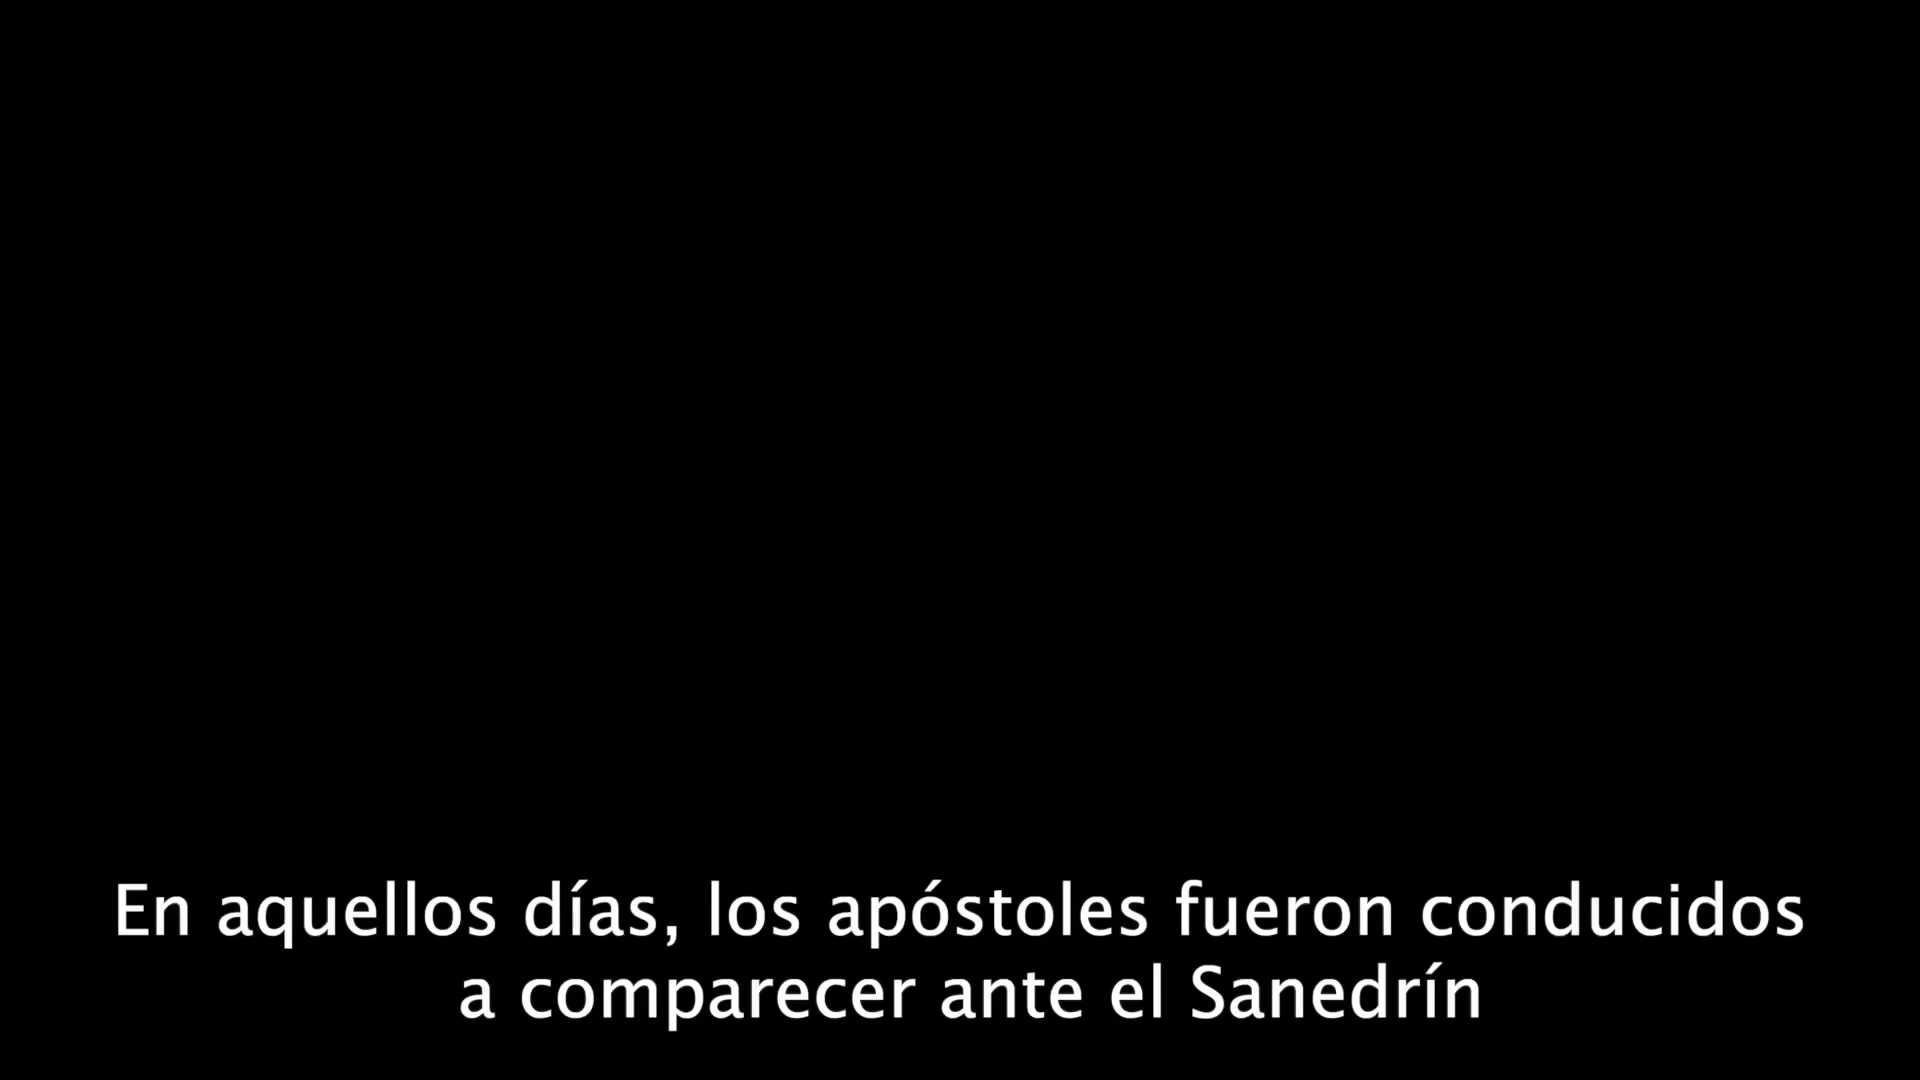 En aquellos días, los apóstoles fueron conducidos
a comparecer ante el Sanedrín